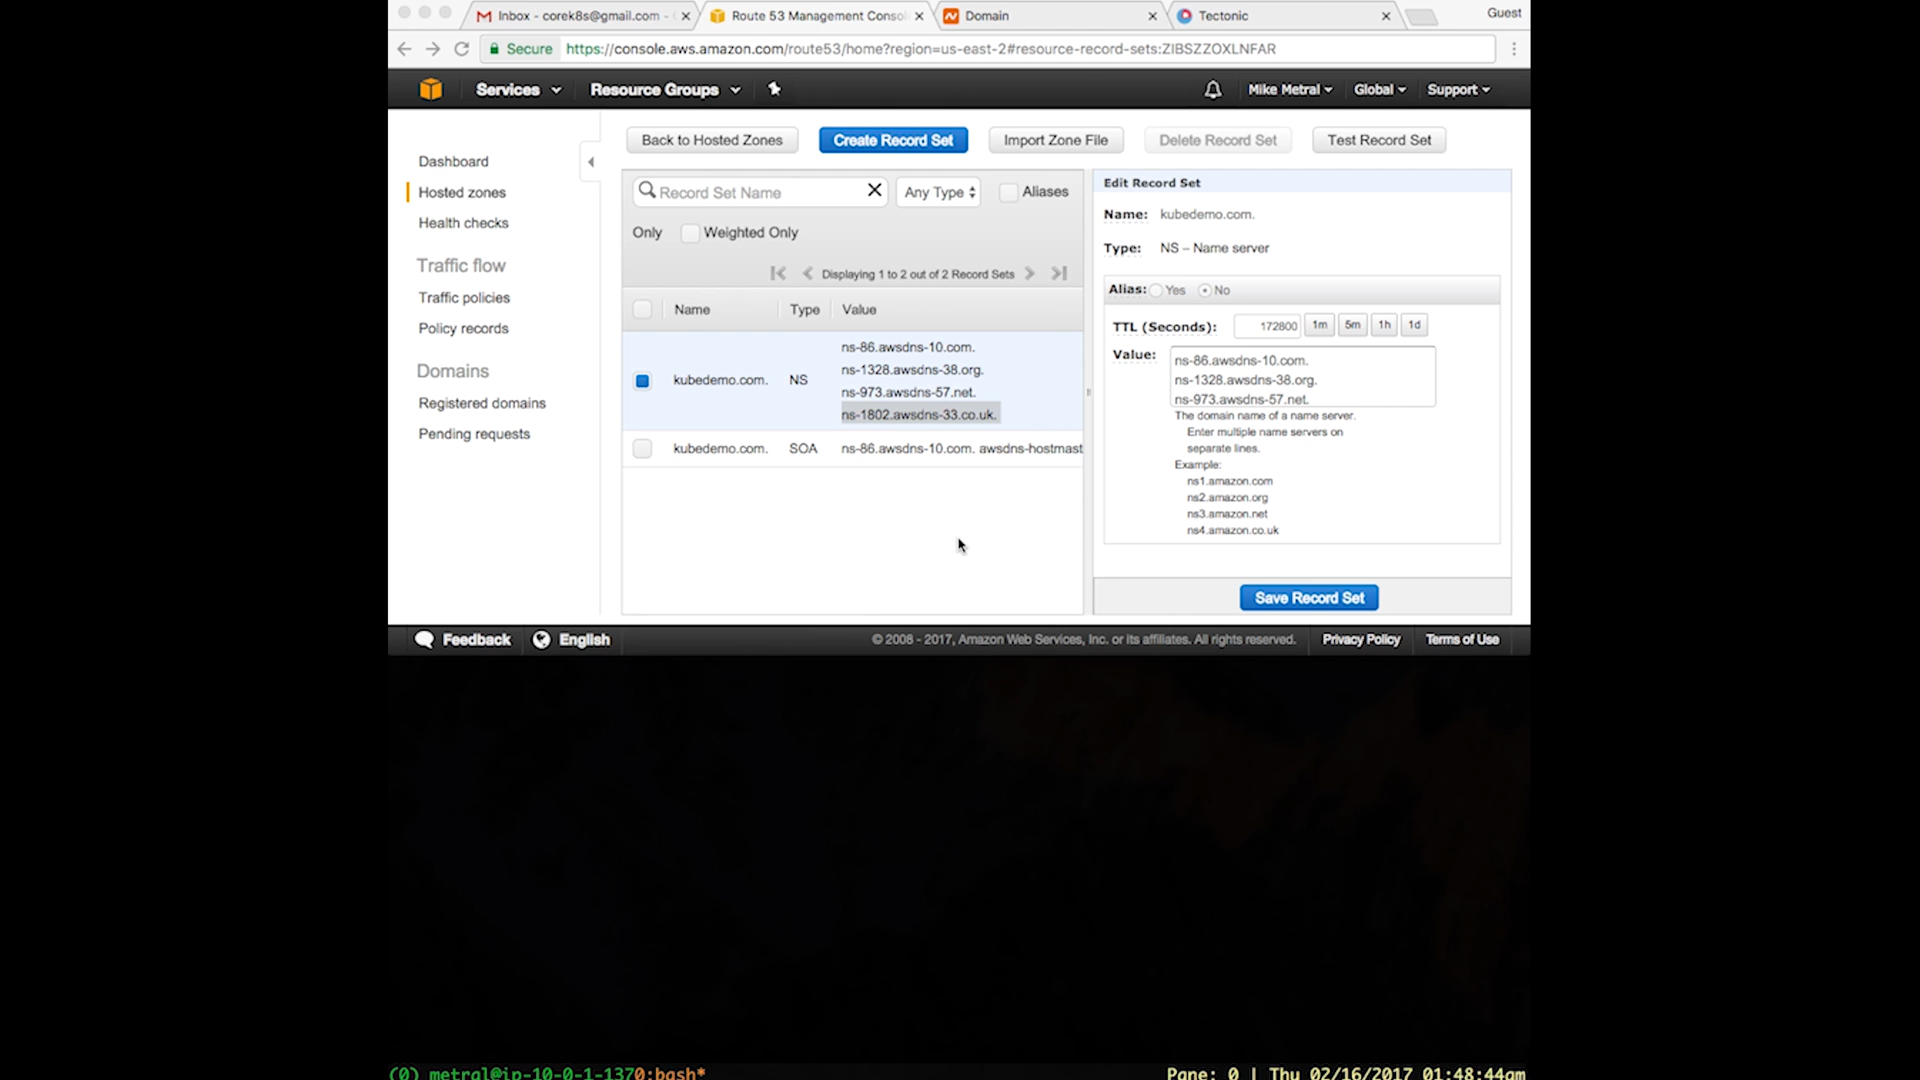 Inbox - corek8s@gmail.com -
Route 53 Management Consol
Domain
Tectonic
Guest
Secure https://console.aws.amazon.com/route53/home?region=us-east-2#resource-record-sets:ZIBSZZOXLNFAR
Services
Resource Groups
Mike Metral
Global
Support
Dashboard
Hosted zones
Health checks
Traffic flow
Traffic policies
Policy records
Domains
Registered domains
Pending requests
Back to Hosted Zones
Create Record Set
Import Zone File
Delete Record Set
Test Record Set
Record Set Name
Any Type
Aliases
Only
Weighted Only
Displaying 1 to 2 out of 2 Record Sets
Name Type Value
ns-86.awsdns-10.com.
ns-1328.awsdns-38.org.
kubedemo.com. NS
ns-973.awsdns-57.net.
ns-1802.awsdns-33.co.uk.
kubedemo.com. SOA ns-86.awsdns-10.com. awsdns-hostmast
Edit Record Set
Name: kubedemo.com.
Type: NS – Name server
Alias: Yes No
TTL (Seconds): 172800 1m 5m 1h 1d
Value: ns-86.awsdns-10.com.
ns-1328.awsdns-38.org.
ns-973.awsdns-57.net.
The domain name of a name server.
Enter multiple name servers on
separate lines.
Example:
ns1.amazon.com
ns2.amazon.org
ns3.amazon.net
ns4.amazon.co.uk
Save Record Set
Feedback
English
© 2008 - 2017, Amazon Web Services, Inc. or its affiliates. All rights reserved.
Privacy Policy
Terms of Use
(0) metral@ip-10-0-1-1370:bash*
Pane: 0 | Thu 02/16/2017 01:48:44am